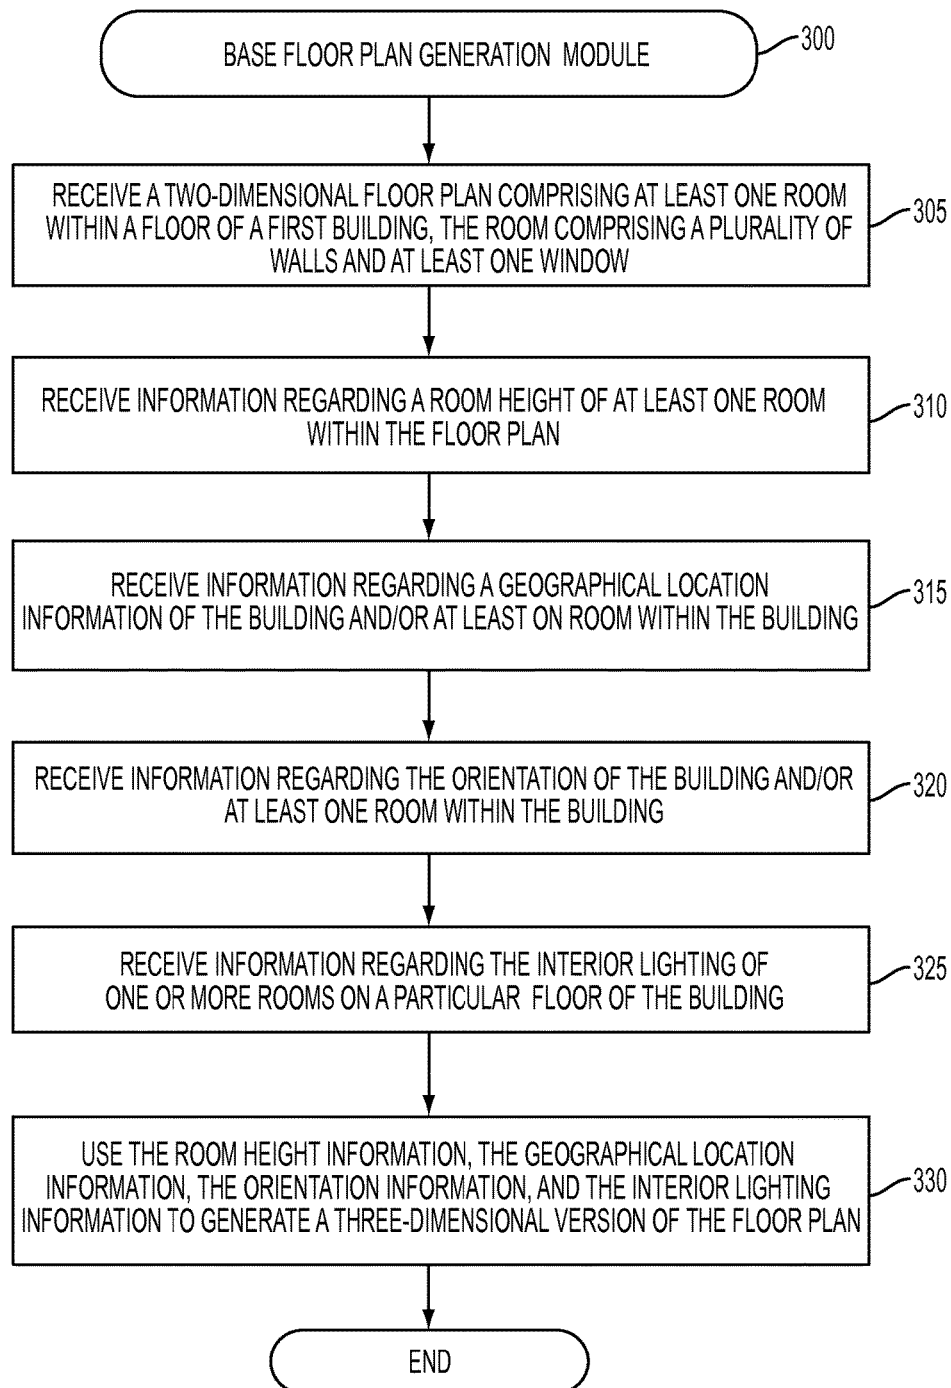 BASE FLOOR PLAN GENERATION MODULE
300
RECEIVE A TWO-DIMENSIONAL FLOOR PLAN COMPRISING AT LEAST ONE ROOM
WITHIN A FLOOR OF A FIRST BUILDING, THE ROOM COMPRISING A PLURALITY OF
WALLS AND AT LEAST ONE WINDOW
305
RECEIVE INFORMATION REGARDING A ROOM HEIGHT OF AT LEAST ONE ROOM
WITHIN THE FLOOR PLAN
310
RECEIVE INFORMATION REGARDING A GEOGRAPHICAL LOCATION
INFORMATION OF THE BUILDING AND/OR AT LEAST ON ROOM WITHIN THE BUILDING
315
RECEIVE INFORMATION REGARDING THE ORIENTATION OF THE BUILDING AND/OR
AT LEAST ONE ROOM WITHIN THE BUILDING
320
RECEIVE INFORMATION REGARDING THE INTERIOR LIGHTING OF
ONE OR MORE ROOMS ON A PARTICULAR FLOOR OF THE BUILDING
325
USE THE ROOM HEIGHT INFORMATION, THE GEOGRAPHICAL LOCATION
INFORMATION, THE ORIENTATION INFORMATION, AND THE INTERIOR LIGHTING
INFORMATION TO GENERATE A THREE-DIMENSIONAL VERSION OF THE FLOOR PLAN
330
END